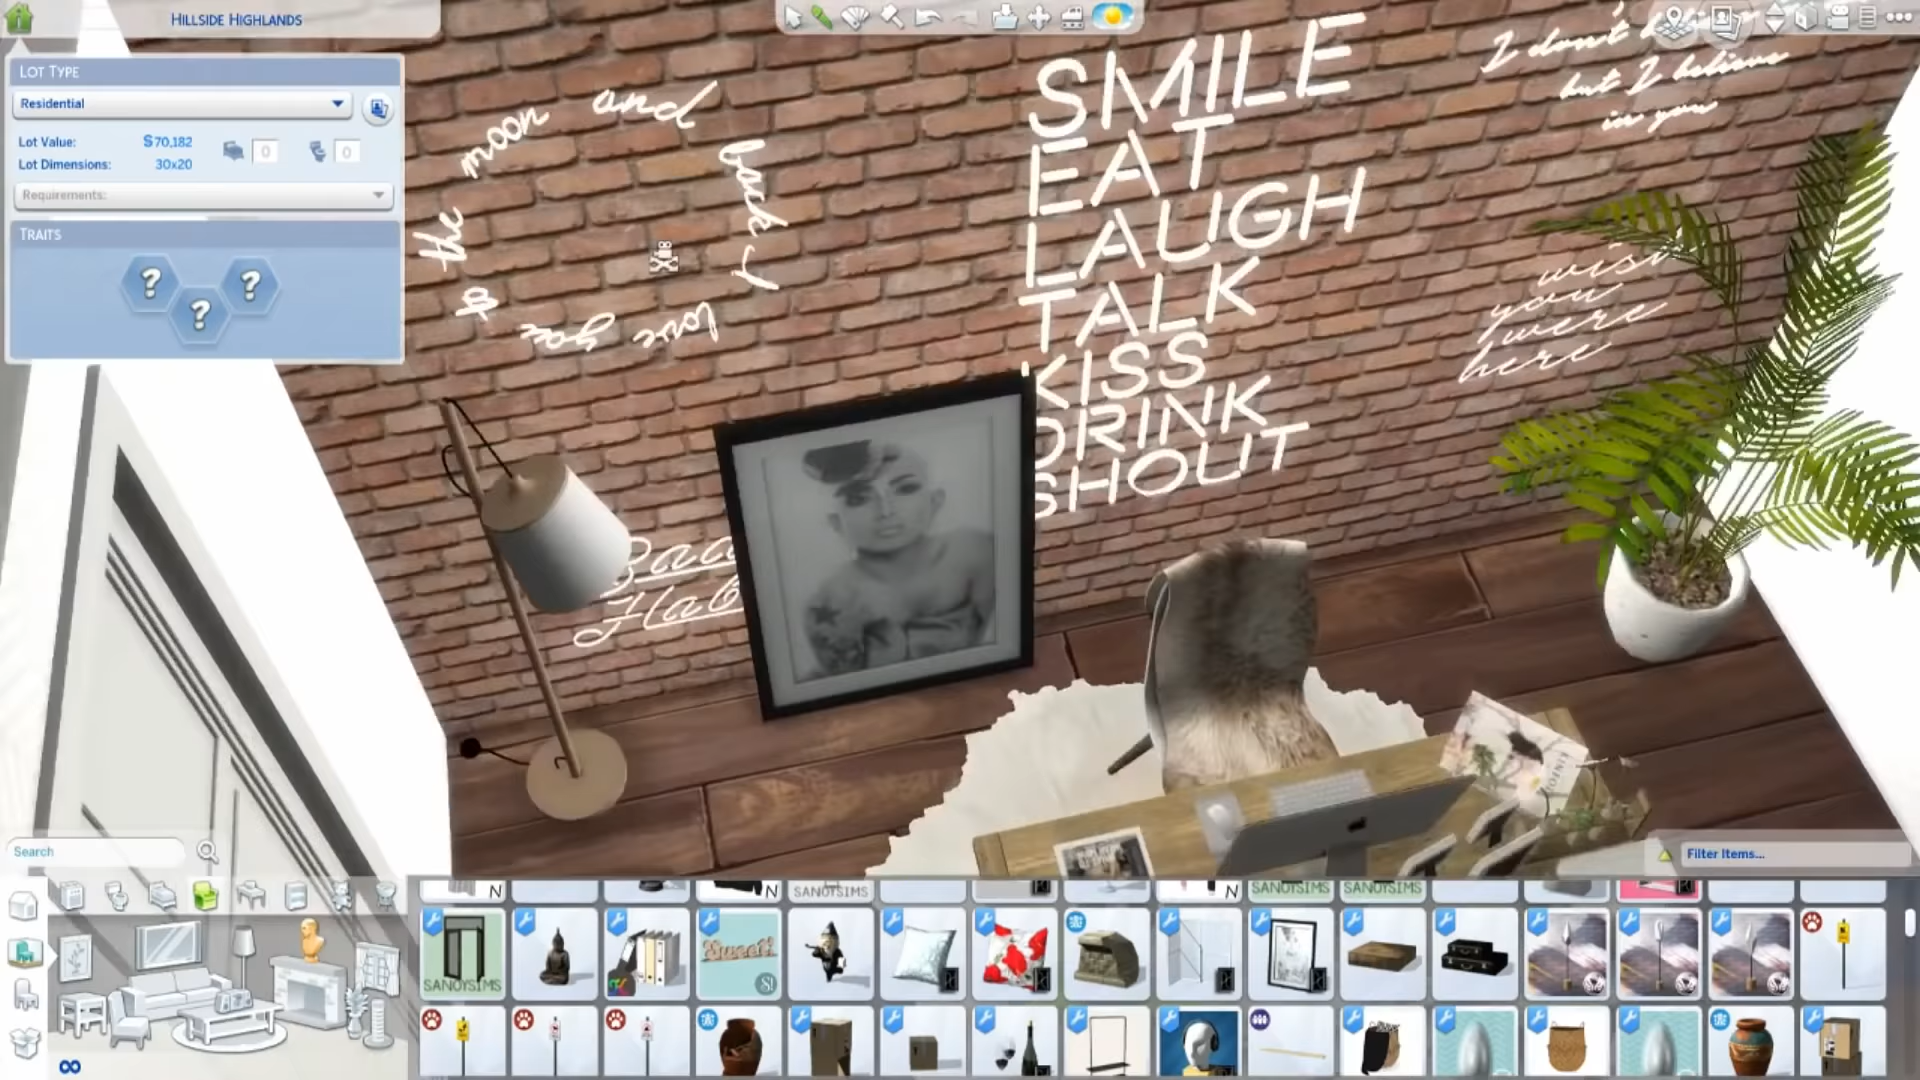 HILLSIDE HIGHLANDS
LOT TYPE
Residential
Lot Value: $70,182
0
0
Lot Dimensions: 30x20
Requirements:
TRAITS
? ? ?
to the moon and back I love you
SMILE
EAT
LAUGH
TALK
KISS
DRINK
SHOUT
I don't
but I believe
in you
wish
you
were
here
Search
Filter Items...
N
SANOYSIMS
N
N
SANOYSIMS
SANOYSIMS
SANOYSIMS
Sweet!
S!